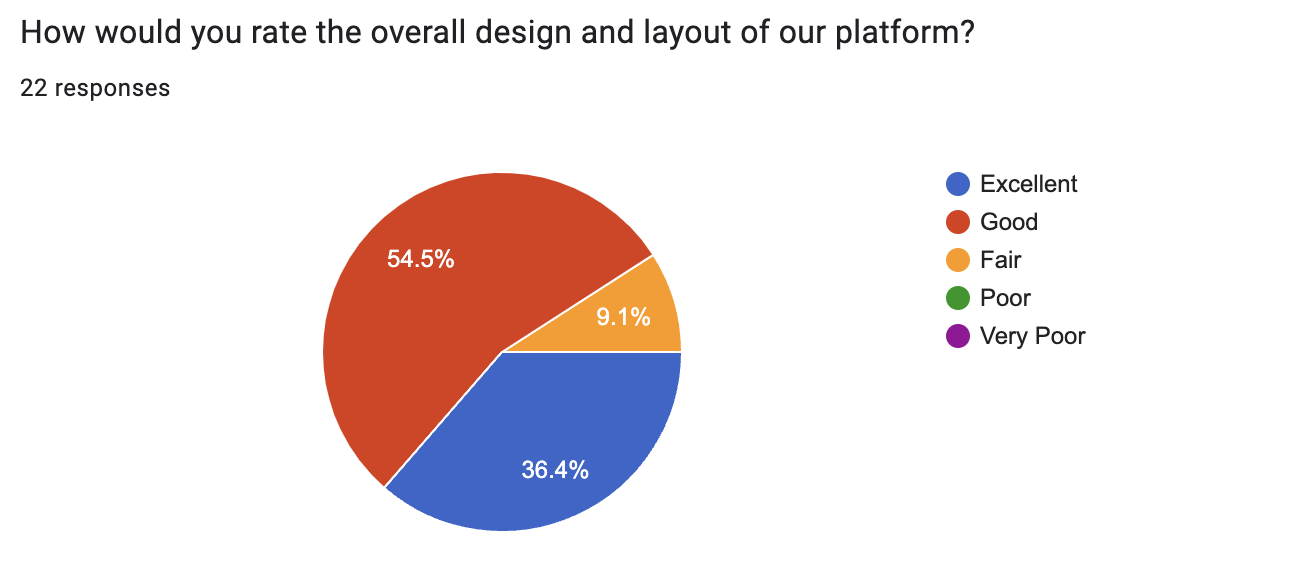 How would you rate the overall design and layout of our platform?
22 responses
54.5%
9.1%
36.4%
Excellent
Good
Fair
Poor
Very Poor